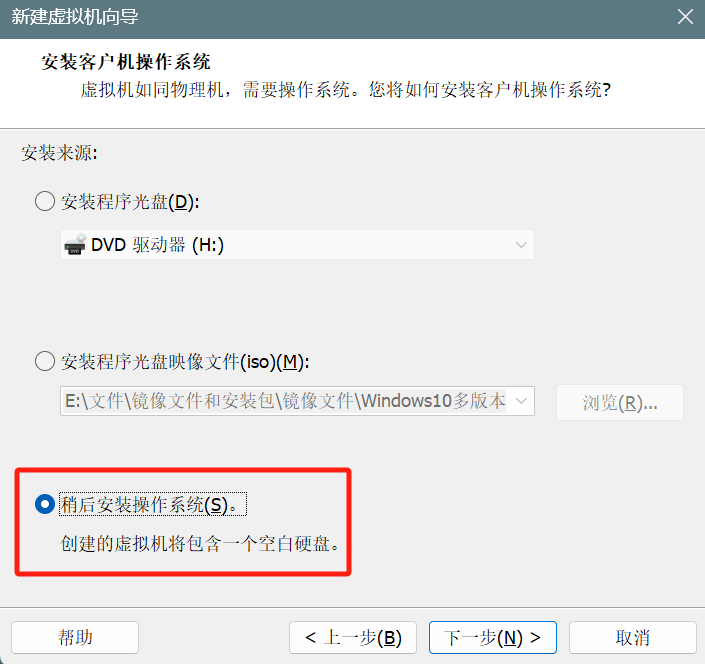 新建虚拟机向导
安装客户机操作系统
虚拟机如同物理机，需要操作系统。您将如何安装客户机操作系统?
安装来源:
安装程序光盘(D):
DVD 驱动器 (H:)
安装程序光盘映像文件(iso)(M):
E:\文件\镜像文件和安装包\镜像文件\Windows10多版本
浏览(R)...
稍后安装操作系统(S)。
创建的虚拟机将包含一个空白硬盘。
帮助
< 上一步(B)
下一步(N) >
取消